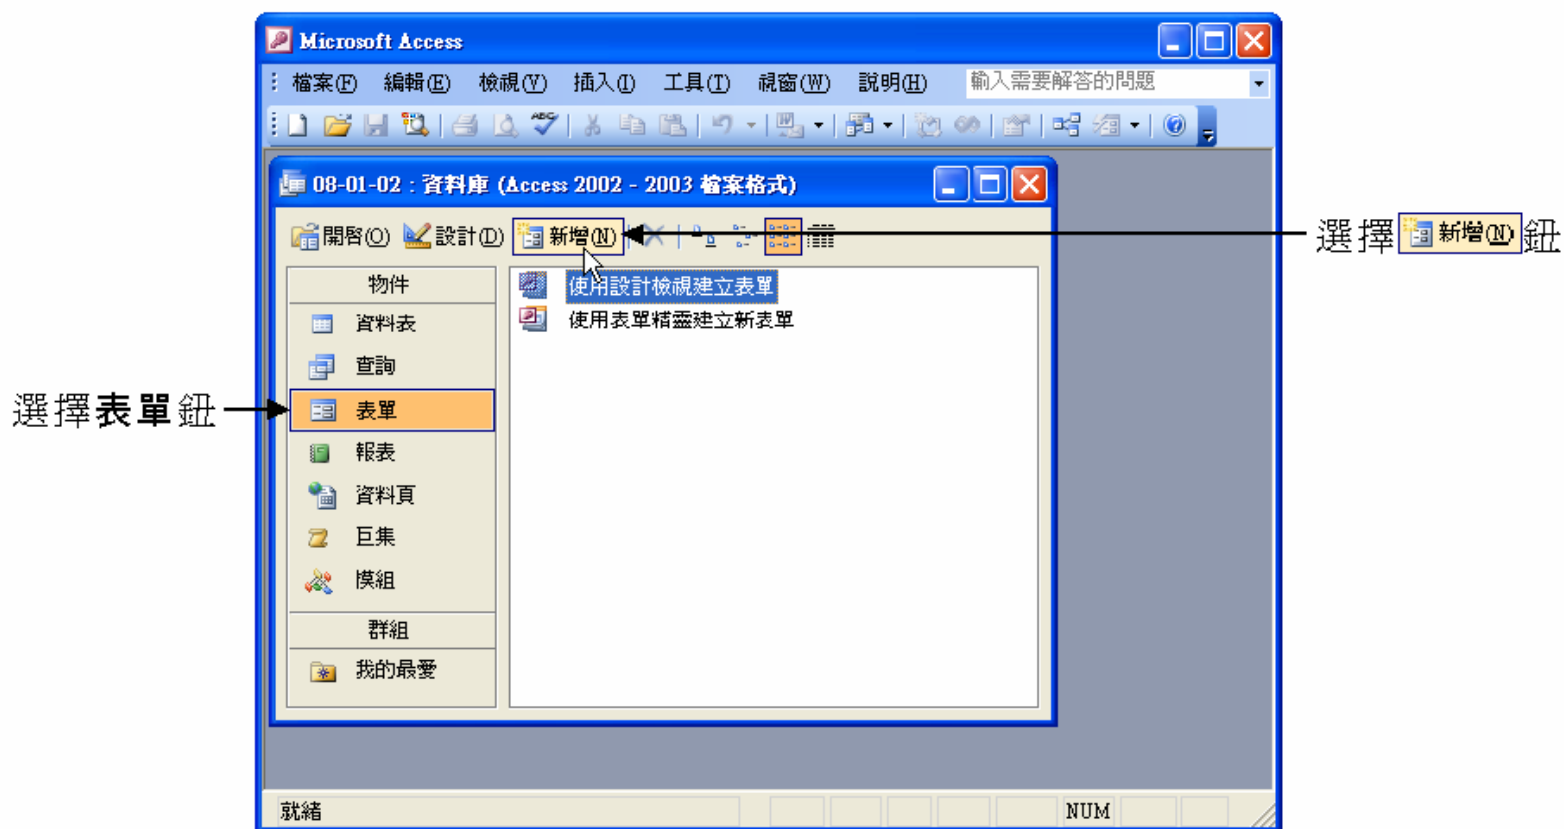 Microsoft Access
檔案(F) 編輯(E) 檢視(V) 插入(I) 工具(T) 視窗(W) 說明(H) 輸入需要解答的問題
08-01-02 : 資料庫 (Access 2002 - 2003 檔案格式)
開啓(O) 設計(D) 新增(N)
選擇 新增(N) 鈕
物件
使用設計檢視建立表單
資料表
使用表單精靈建立新表單
查詢
選擇表單鈕
表單
報表
資料頁
巨集
模組
群組
我的最愛
就緒 NUM